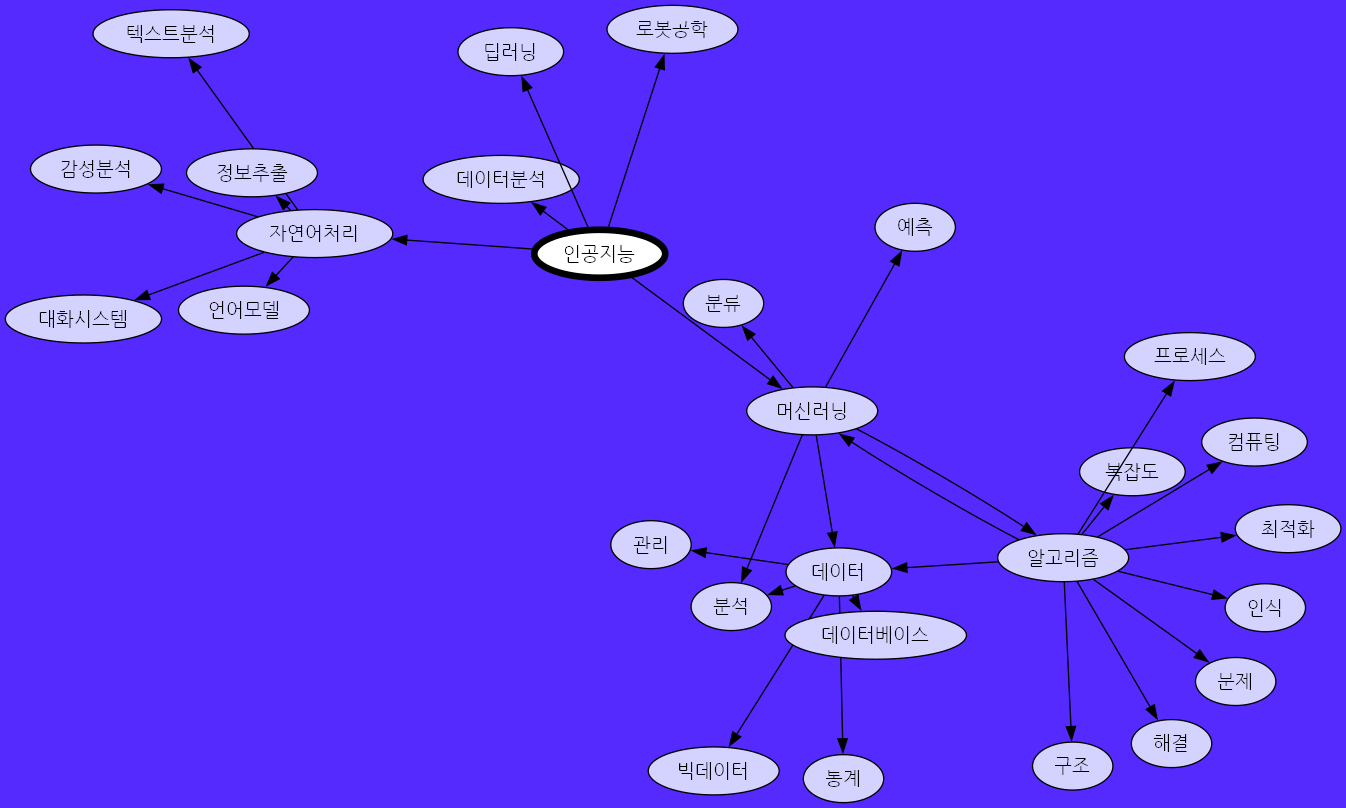 로봇공학
텍스트분석
딥러닝
감성분석
정보추출
데이터분석
예측
자연어처리
인공지능
분류
언어모델
대화시스템
프로세스
머신러닝
컴퓨팅
복잡도
최적화
관리
알고리즘
데이터
분석
인식
데이터베이스
문제
해결
구조
빅데이터
통계